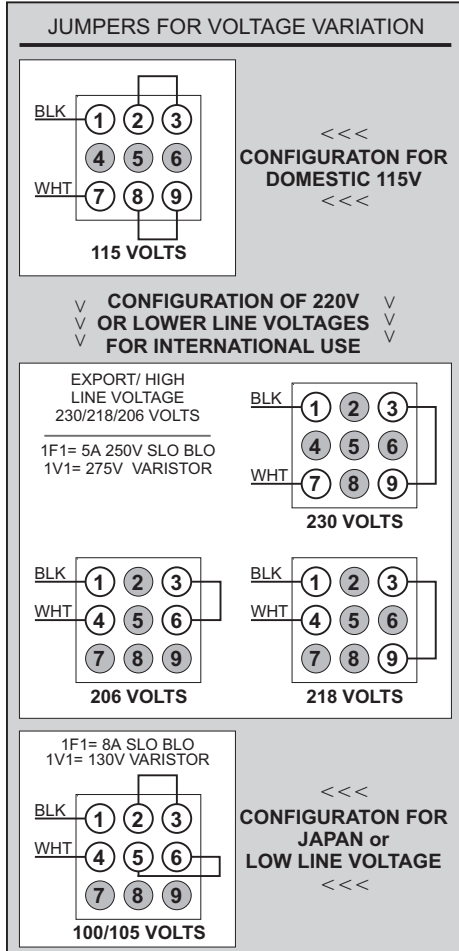 JUMPERS FOR VOLTAGE VARIATION
BLK
1 2 3
4 5 6
WHT
7 8 9
115 VOLTS
<<<
CONFIGURATON FOR
DOMESTIC 115V
<<<
CONFIGURATION OF 220V
OR LOWER LINE VOLTAGES
FOR INTERNATIONAL USE
EXPORT/ HIGH
LINE VOLTAGE
230/218/206 VOLTS
1F1= 5A 250V SLO BLO
1V1= 275V VARISTOR
BLK
1 2 3
4 5 6
WHT
7 8 9
230 VOLTS
BLK
1 2 3
WHT
4 5 6
7 8 9
206 VOLTS
BLK
1 2 3
WHT
4 5 6
7 8 9
218 VOLTS
1F1= 8A SLO BLO
1V1= 130V VARISTOR
BLK
1 2 3
WHT
4 5 6
7 8 9
100/105 VOLTS
<<<
CONFIGURATON FOR
JAPAN or
LOW LINE VOLTAGE
<<<